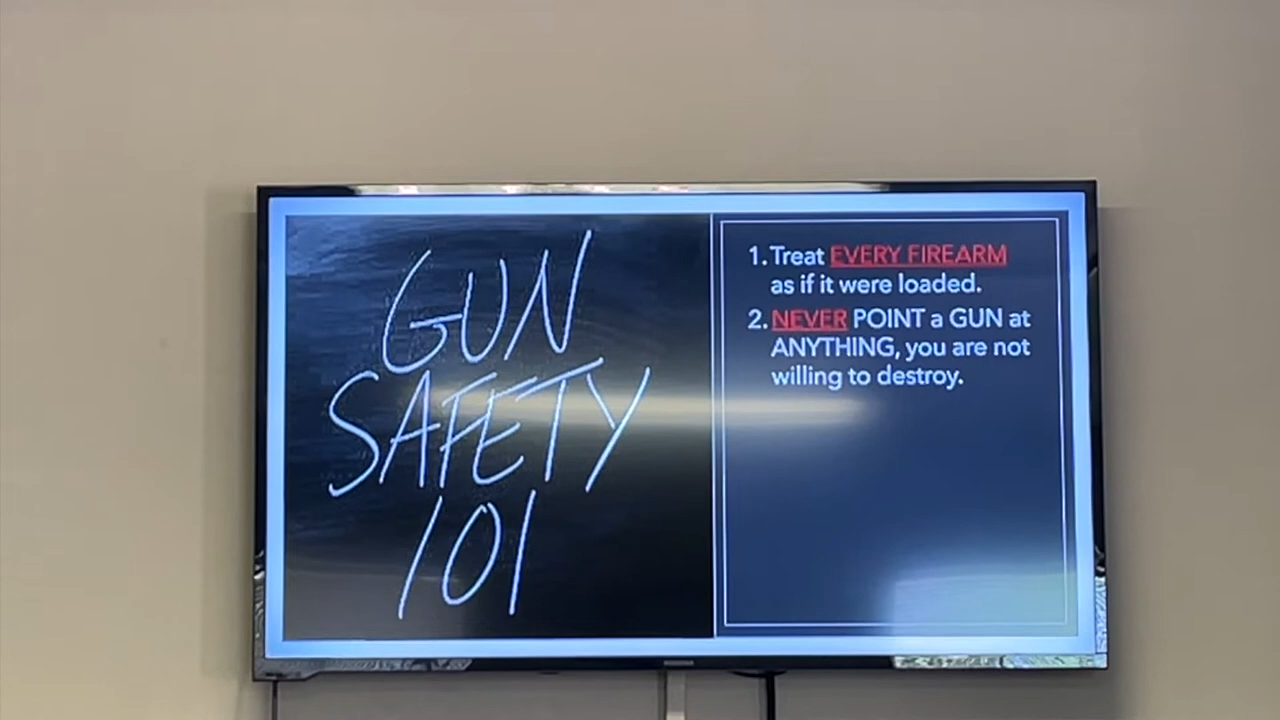 GUN
SAFETY
101
1. Treat EVERY FIREARM
as if it were loaded.
2. NEVER POINT a GUN at
ANYTHING, you are not
willing to destroy.